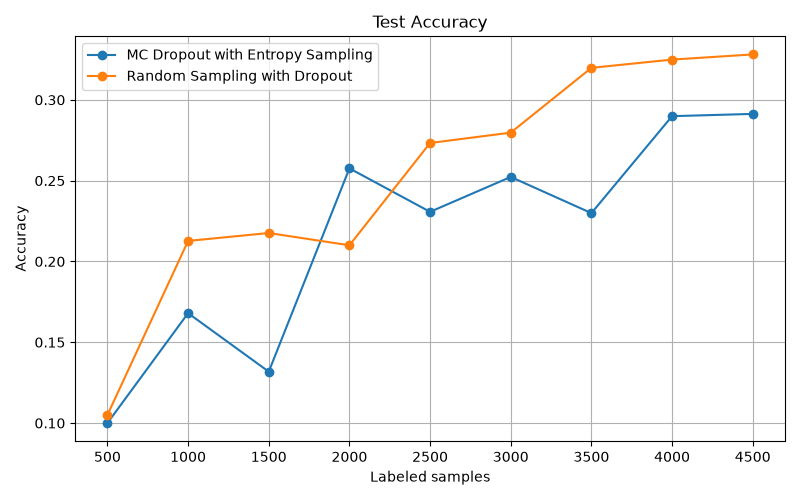 Test Accuracy
MC Dropout with Entropy Sampling
Random Sampling with Dropout
Accuracy
0.30
0.25
0.20
0.15
0.10
500 1000 1500 2000 2500 3000 3500 4000 4500
Labeled samples